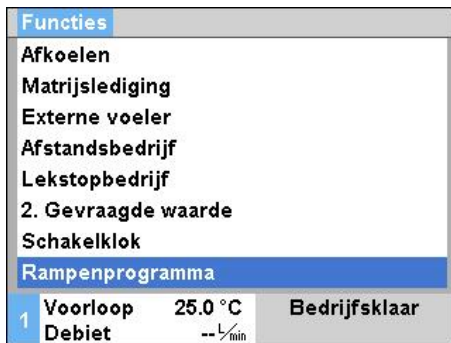 Functies
Afkoelen
Matrijslediging
Externe voeler
Afstandsbedrijf
Lekstopbedrijf
2. Gevraagde waarde
Schakelklok
Rampenprogramma
1 Voorloop 25.0 °C Bedrijfsklaar
Debiet -- L/min